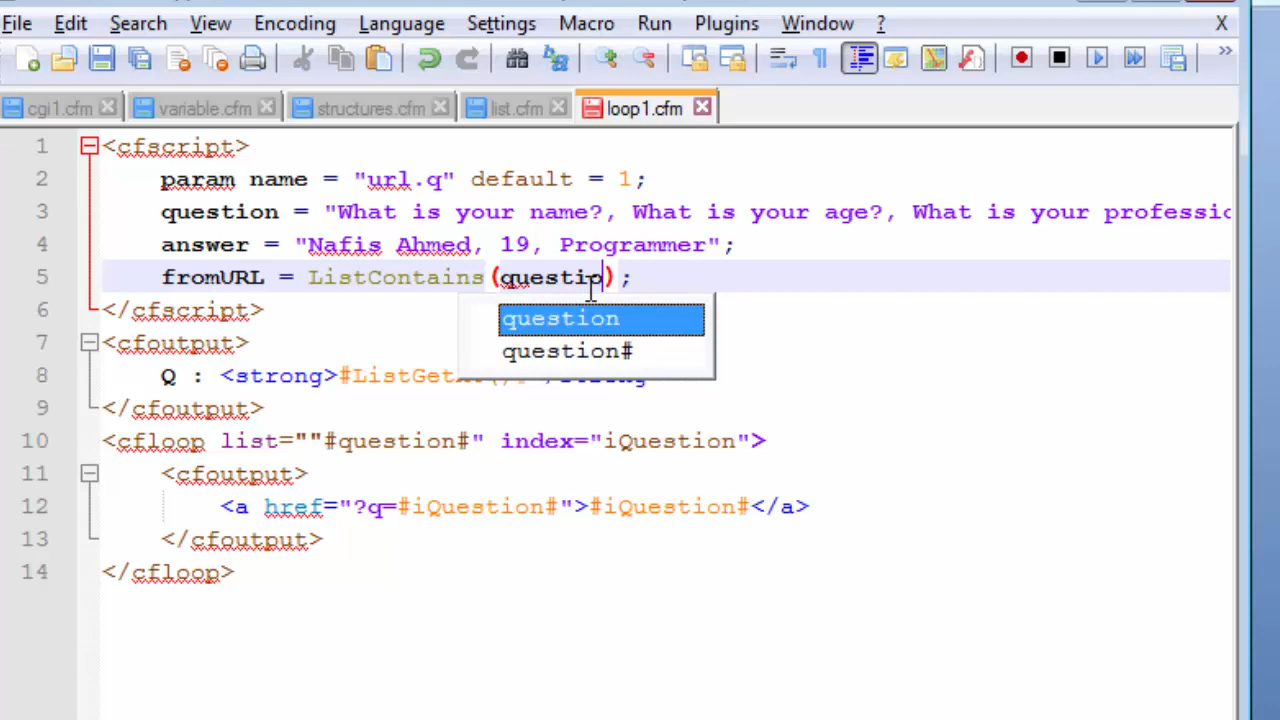 File Edit Search View Encoding Language Settings Macro Run Plugins Window ? X
cgi1.cfm variable.cfm structures.cfm list.cfm loop1.cfm
1 <cfscript>
2 param name = "url.q" default = 1;
3 question = "What is your name?, What is your age?, What is your professio
4 answer = "Nafis Ahmed, 19, Programmer";
5 fromURL = ListContains(questio);
question
question#
6 </cfscript>
7 <cfoutput>
8 Q : <strong>#ListGet
9 </cfoutput>
10 <cfloop list=""#question#" index="iQuestion">
11 <cfoutput>
12 <a href="?q=#iQuestion#">#iQuestion#</a>
13 </cfoutput>
14 </cfloop>